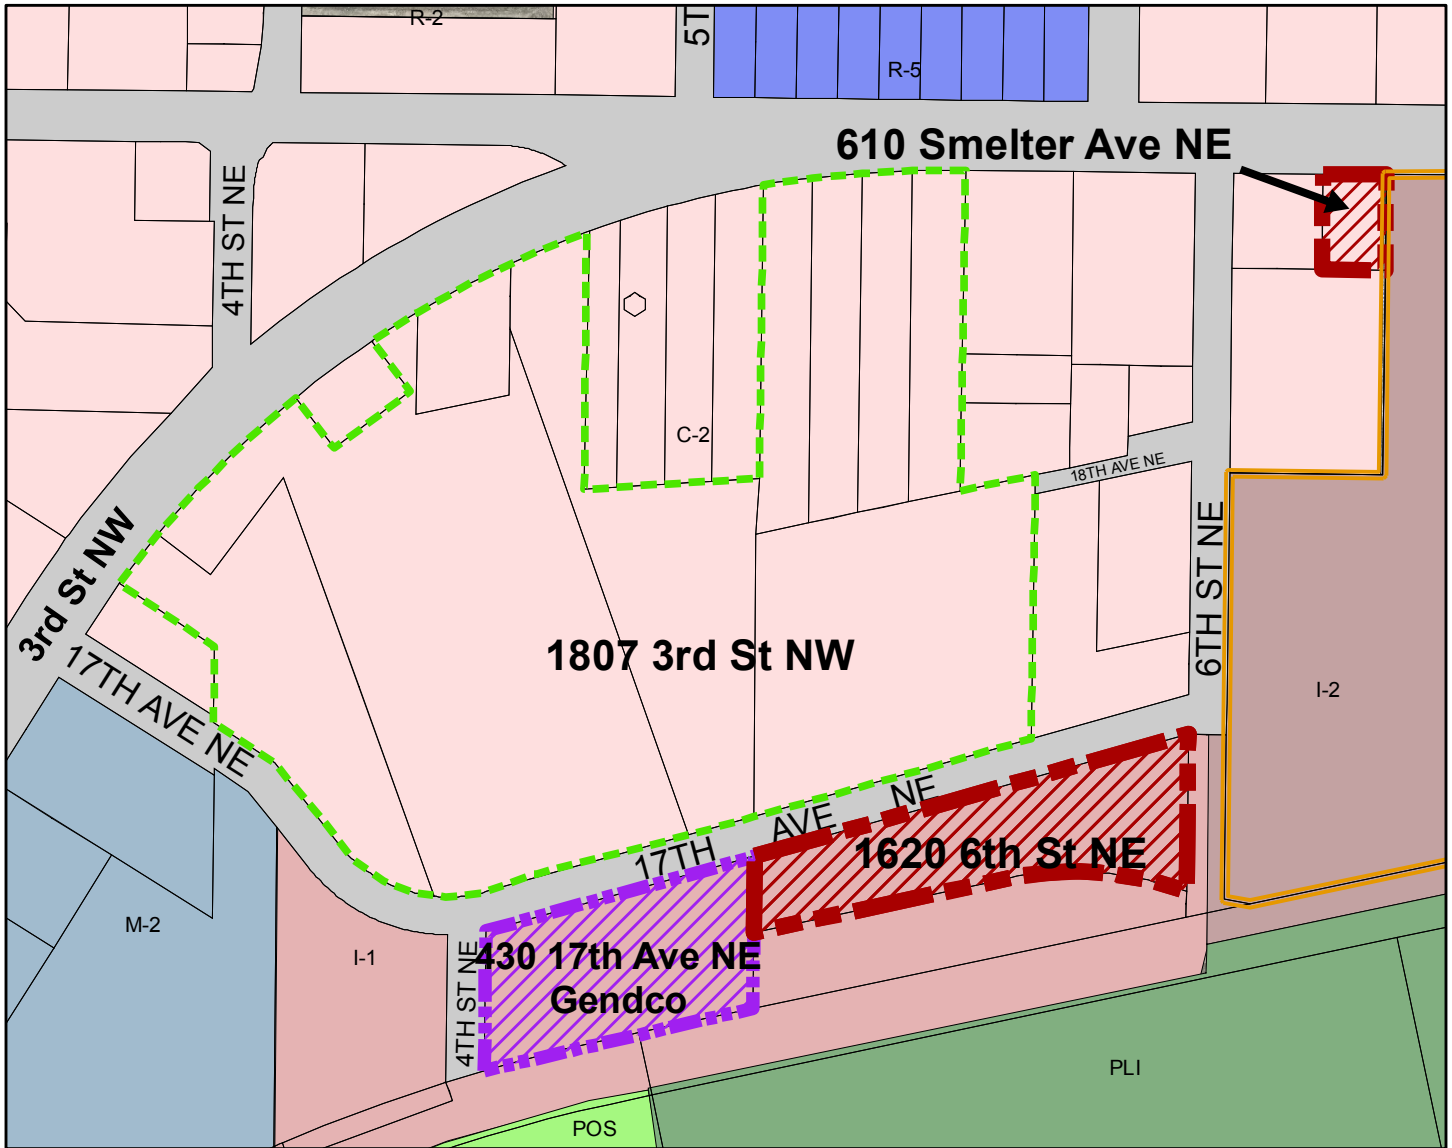 R-2
5T
R-5
610 Smelter Ave NE
4TH ST NE
C-2
18TH AVE NE
3rd St NW
6TH ST NE
1807 3rd St NW
17TH AVE NE
I-2
17TH AVE NE
1620 6th St NE
M-2
I-1
4TH ST NE
430 17th Ave NE
Gendco
PLI
POS